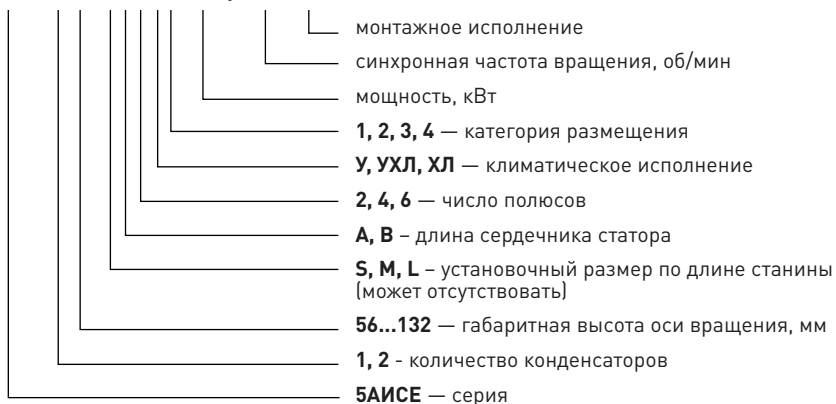 монтажное исполнение
синхронная частота вращения, об/мин
мощность, кВт
1, 2, 3, 4 — категория размещения
У, УХЛ, ХЛ — климатическое исполнение
2, 4, 6 — число полюсов
А, В – длина сердечника статора
S, M, L – установочный размер по длине станины
(может отсутствовать)
56...132 — габаритная высота оси вращения, мм
1, 2 - количество конденсаторов
5АИСЕ — серия